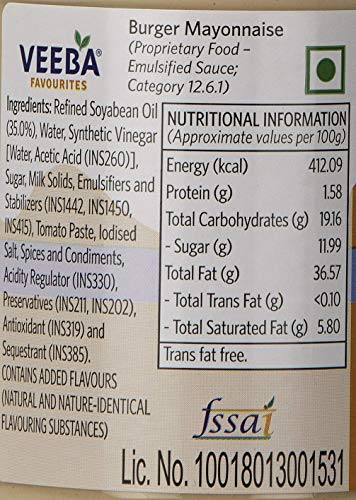 VEEBA
FAVOURITES
Burger Mayonnaise
(Proprietary Food –
Emulsified Sauce;
Category 12.6.1)
Ingredients: Refined Soyabean Oil
(35.0%), Water, Synthetic Vinegar
[Water, Acetic Acid (INS260)],
Sugar, Milk Solids, Emulsifiers and
Stabilizers (INS1442, INS1450,
INS415), Tomato Paste, Iodised
Salt, Spices and Condiments,
Acidity Regulator (INS330),
Preservatives (INS211, INS202),
Antioxidant (INS319) and
Sequestrant (INS385).
CONTAINS ADDED FLAVOURS
(NATURAL AND NATURE-IDENTICAL
FLAVOURING SUBSTANCES)
NUTRITIONAL INFORMATION
(Approximate values per 100g)
Energy (kcal) 412.09
Protein (g) 1.58
Total Carbohydrates (g) 19.16
- Sugar (g) 11.99
Total Fat (g) 36.57
- Total Trans Fat (g) <0.10
- Total Saturated Fat (g) 5.80
Trans fat free.
fssai
Lic. No. 10018013001531